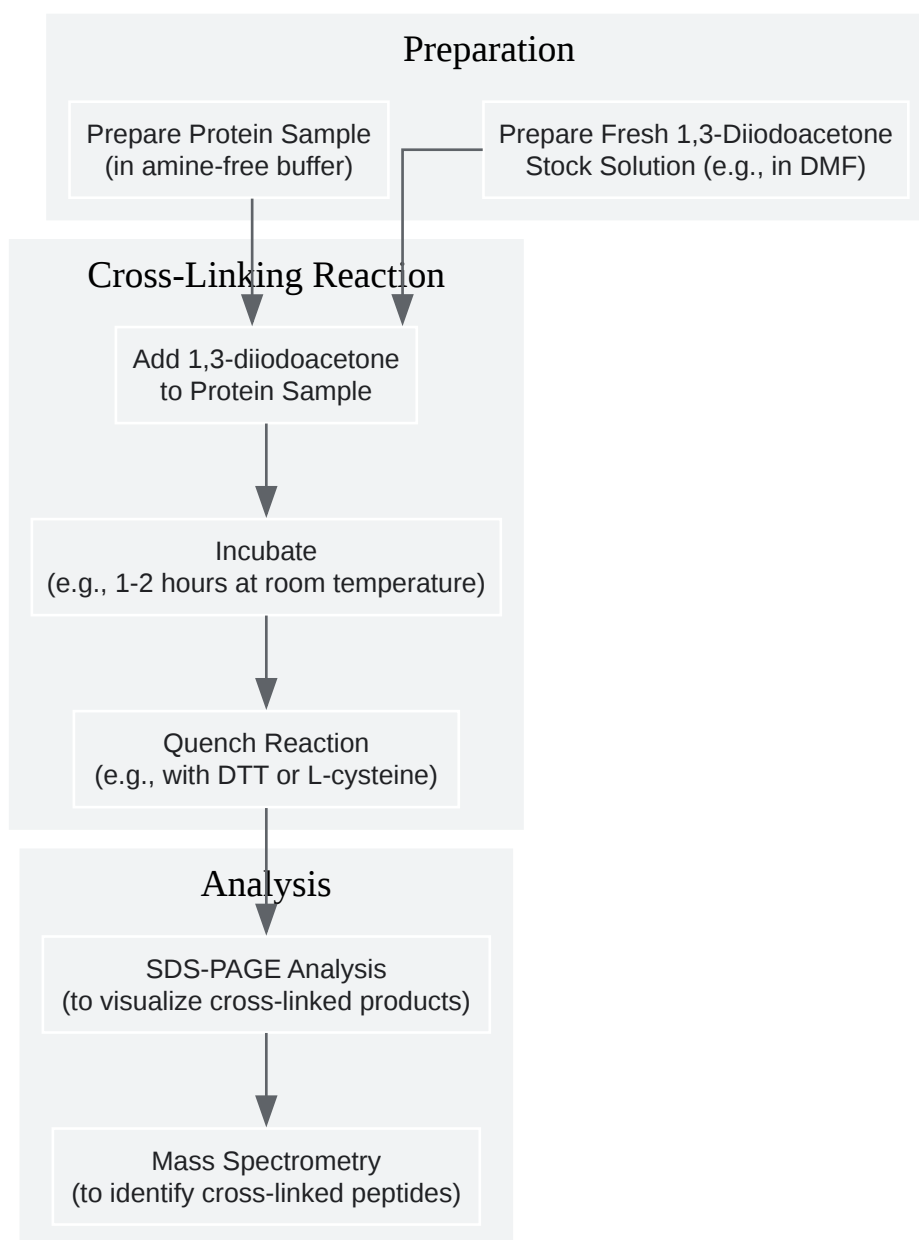 Preparation
Prepare Protein Sample
(in amine-free buffer)
Prepare Fresh 1,3-Diiodoacetone
Stock Solution (e.g., in DMF)
Cross-Linking Reaction
Add 1,3-diiodoacetone
to Protein Sample
Incubate
(e.g., 1-2 hours at room temperature)
Quench Reaction
(e.g., with DTT or L-cysteine)
Analysis
SDS-PAGE Analysis
(to visualize cross-linked products)
Mass Spectrometry
(to identify cross-linked peptides)